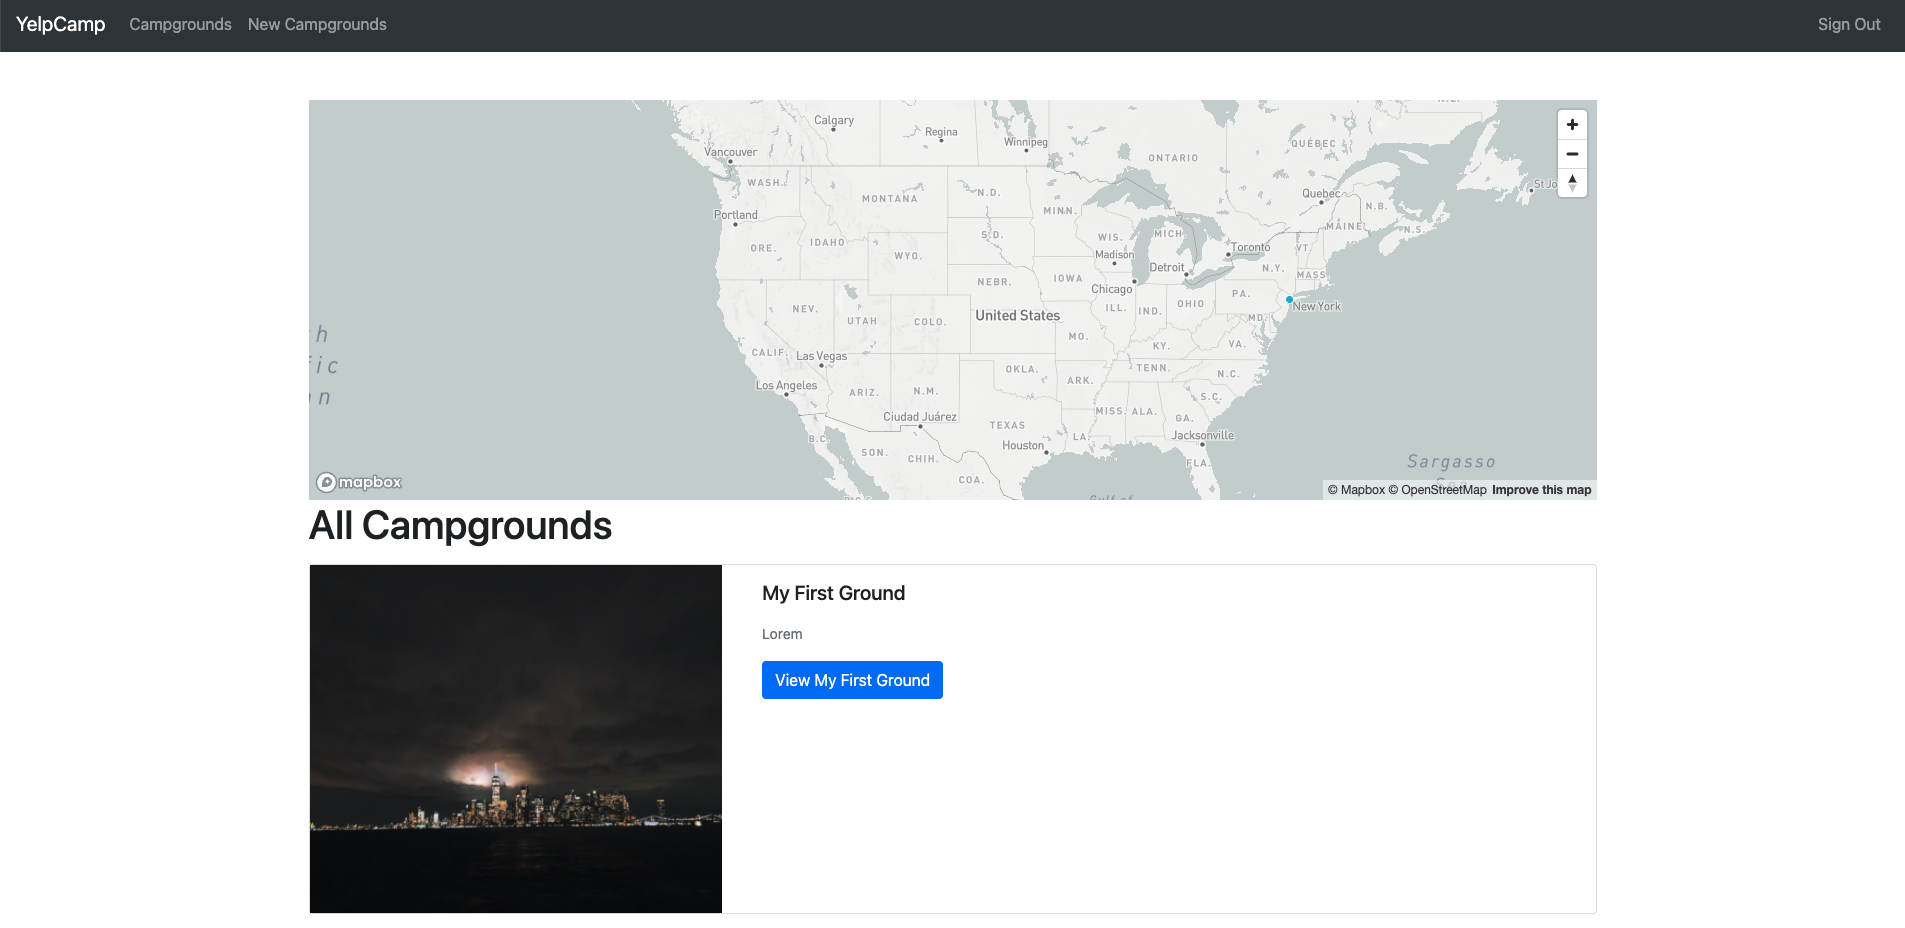 YelpCamp Campgrounds New Campgrounds Sign Out
Calgary
Regina
Winnipeg
Vancouver
ONTARIO
QUÉBEC
WASH.
MONTANA
N.D.
MINN.
Quebec
St Jo
N.B.
Portland
MAINE
N.S.
ORE.
IDAHO
WYO.
S.D.
WIS.
MICH.
Toronto
VT.
Madison
Detroit
N.Y.
MASS.
NEBR.
IOWA
Chicago
PA.
NEV.
UTAH
COLO.
United States
ILL.
IND.
OHIO
New York
MD.
MO.
KY.
VA.
CALIF.
Las Vegas
OKLA.
ARK.
TENN.
N.C.
Los Angeles
ARIZ.
N.M.
S.C.
Ciudad Juárez
TEXAS
MISS.
ALA.
GA.
B.C.
Houston
LA.
Jacksonville
SON.
CHIH.
FLA.
COA.
Gulf of
Sargasso
Sea
h
fic
n
mapbox
© Mapbox © OpenStreetMap Improve this map
All Campgrounds
My First Ground
Lorem
View My First Ground